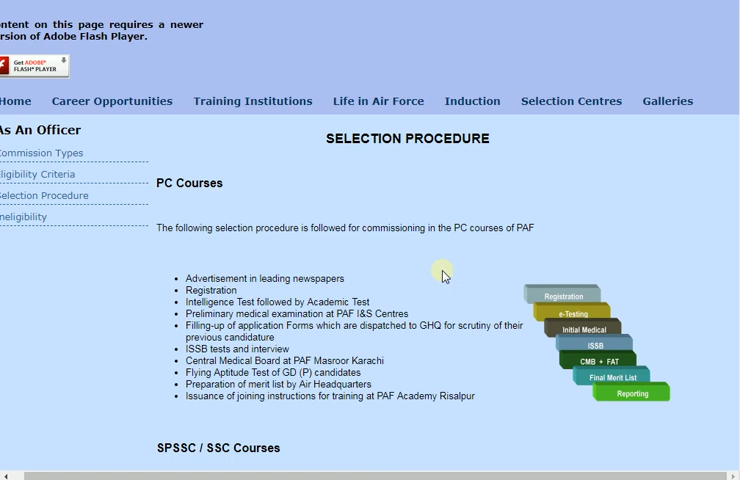 ontent on this page requires a newer
rsion of Adobe Flash Player.
Get ADOBE®
FLASH® PLAYER
Home Career Opportunities Training Institutions Life in Air Force Induction Selection Centres Galleries
As An Officer
Commission Types
ligibility Criteria
Selection Procedure
neligibility
SELECTION PROCEDURE
PC Courses
The following selection procedure is followed for commissioning in the PC courses of PAF
• Advertisement in leading newspapers
• Registration
• Intelligence Test followed by Academic Test
• Preliminary medical examination at PAF I&S Centres
• Filling-up of application Forms which are dispatched to GHQ for scrutiny of their
previous candidature
• ISSB tests and interview
• Central Medical Board at PAF Masroor Karachi
• Flying Aptitude Test of GD (P) candidates
• Preparation of merit list by Air Headquarters
• Issuance of joining instructions for training at PAF Academy Risalpur
Registration
e-Testing
Initial Medical
ISSB
CMB + FAT
Final Merit List
Reporting
SPSSC / SSC Courses